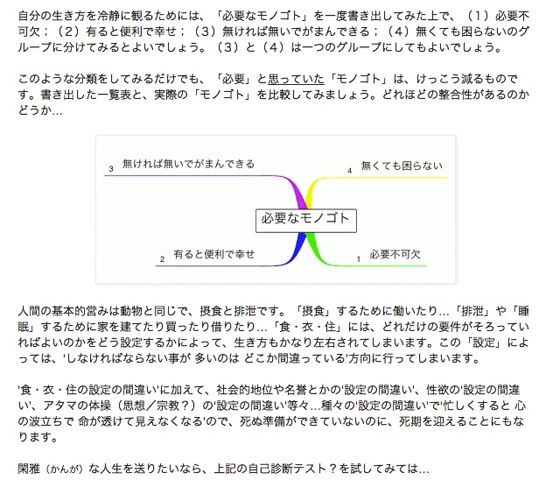 自分の生き方を冷静に観るためには、「必要なモノゴト」を一度書き出してみた上で、（１）必要不
可欠；（２）有ると便利で幸せ；（３）無ければ無いでがまんできる；（４）無くても困らないのグ
ループに分けてみるとよいでしょう。（３）と（４）は一つのグループにしてもよいでしょう。
このような分類をしてみるだけでも、「必要」と思っていた「モノゴト」は、けっこう減るもので
す。書き出した一覧表と、実際の「モノゴト」を比較してみましょう。どれほどの整合性があるのか
どうか…
3 無ければ無いでがまんできる
4 無くても困らない
必要なモノゴト
2 有ると便利で幸せ
1 必要不可欠
人間の基本的営みは動物と同じで、摂食と排泄です。「摂食」するために働いたり…「排泄」や「睡
眠」するために家を建てたり買ったり借りたり…「食・衣・住」には、どれだけの要件がそろってい
ればよいのかをどう設定するかによって、生き方もかなり左右されてしまいます。この「設定」によ
っては、'しなければならない事が 多いのは どこか間違っている'方向に行ってしまいます。
'食・衣・住の設定の間違い'に加えて、社会的地位や名誉とかの'設定の間違い'、性欲の'設定の間違
い'、アタマの体操（思想／宗教？）の'設定の間違い'等々…種々の'設定の間違い'で'忙しくすると 心
の波立ちで 命が透けて見えなくなる'ので、死ぬ準備ができていないのに、死期を迎えることにもな
ります。
閑雅（かんが）な人生を送りたいなら、上記の自己診断テスト？を試してみては…